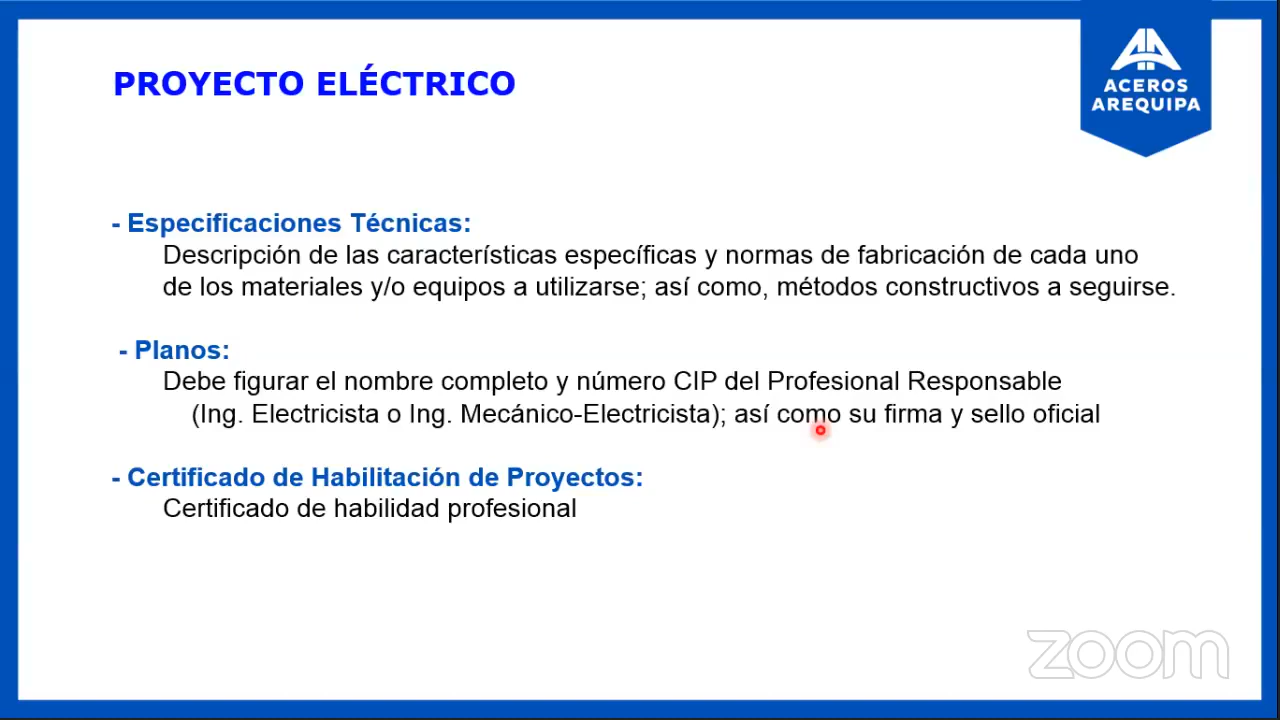 PROYECTO ELÉCTRICO
ACEROS
AREQUIPA
- Especificaciones Técnicas:
Descripción de las características específicas y normas de fabricación de cada uno
de los materiales y/o equipos a utilizarse; así como, métodos constructivos a seguirse.
- Planos:
Debe figurar el nombre completo y número CIP del Profesional Responsable
(Ing. Electricista o Ing. Mecánico-Electricista); así como su firma y sello oficial
- Certificado de Habilitación de Proyectos:
Certificado de habilidad profesional
zoom